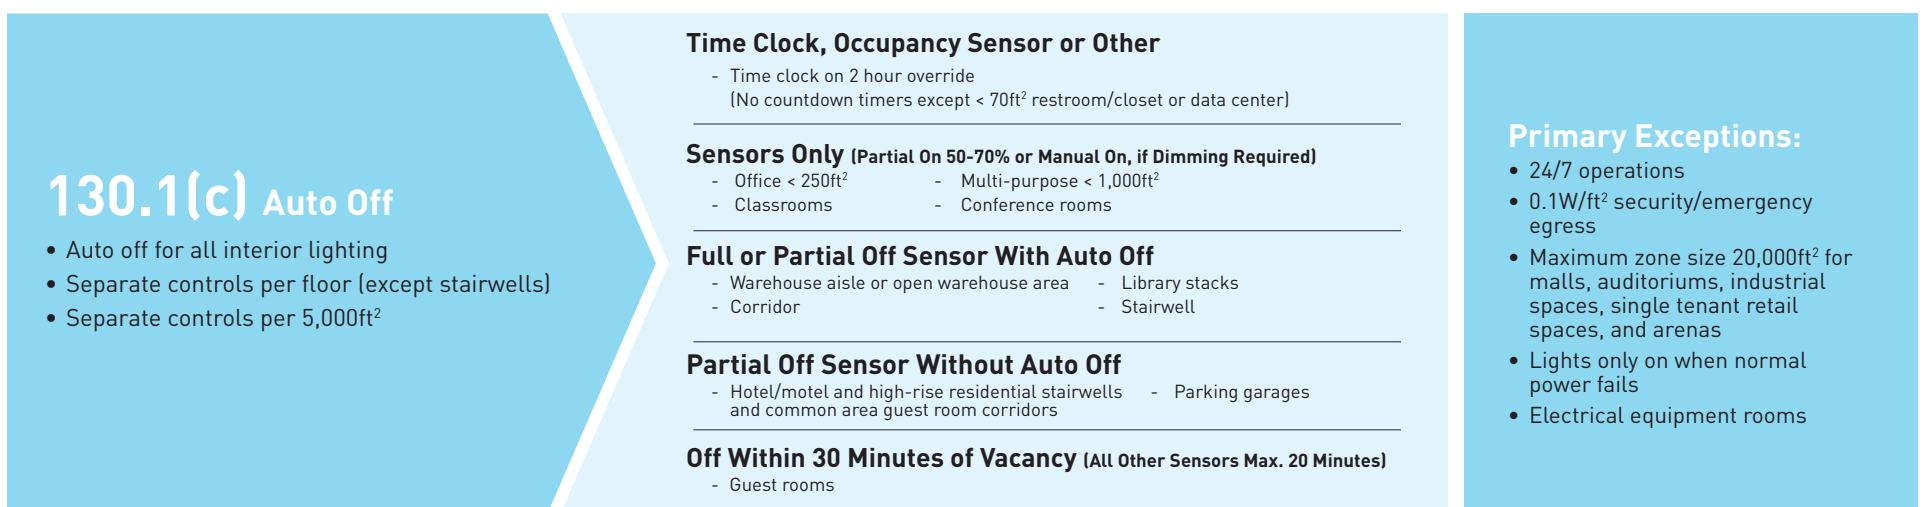 130.1(c) Auto Off
• Auto off for all interior lighting
• Separate controls per floor (except stairwells)
• Separate controls per 5,000ft²
Time Clock, Occupancy Sensor or Other
- Time clock on 2 hour override
(No countdown timers except < 70ft² restroom/closet or data center)
Sensors Only (Partial On 50-70% or Manual On, if Dimming Required)
- Office < 250ft² - Multi-purpose < 1,000ft²
- Classrooms - Conference rooms
Full or Partial Off Sensor With Auto Off
- Warehouse aisle or open warehouse area - Library stacks
- Corridor - Stairwell
Partial Off Sensor Without Auto Off
- Hotel/motel and high-rise residential stairwells - Parking garages
and common area guest room corridors
Off Within 30 Minutes of Vacancy (All Other Sensors Max. 20 Minutes)
- Guest rooms
Primary Exceptions:
• 24/7 operations
• 0.1W/ft² security/emergency
egress
• Maximum zone size 20,000ft² for
malls, auditoriums, industrial
spaces, single tenant retail
spaces, and arenas
• Lights only on when normal
power fails
• Electrical equipment rooms